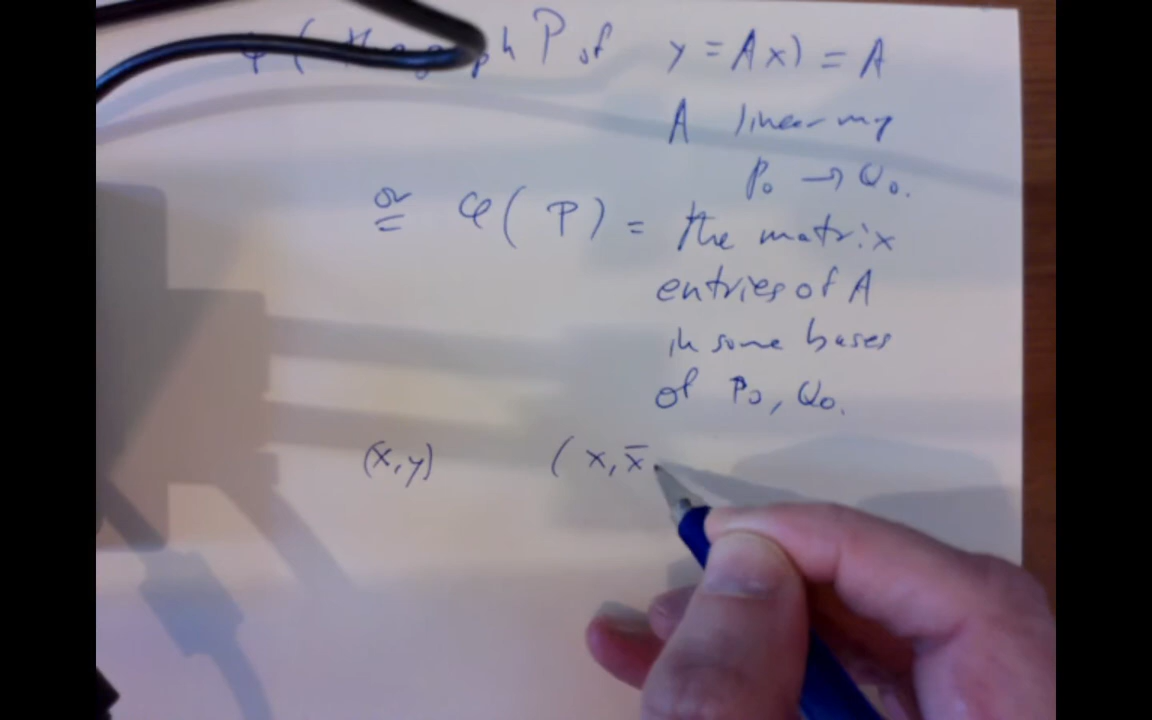 φ ( P of y = Ax) = A
A linear map
P₀ → Q₀.
or
≅ φ( P ) = the matrix
entries of A
in some bases
of P₀, Q₀.
(x,y) ( x, x̄